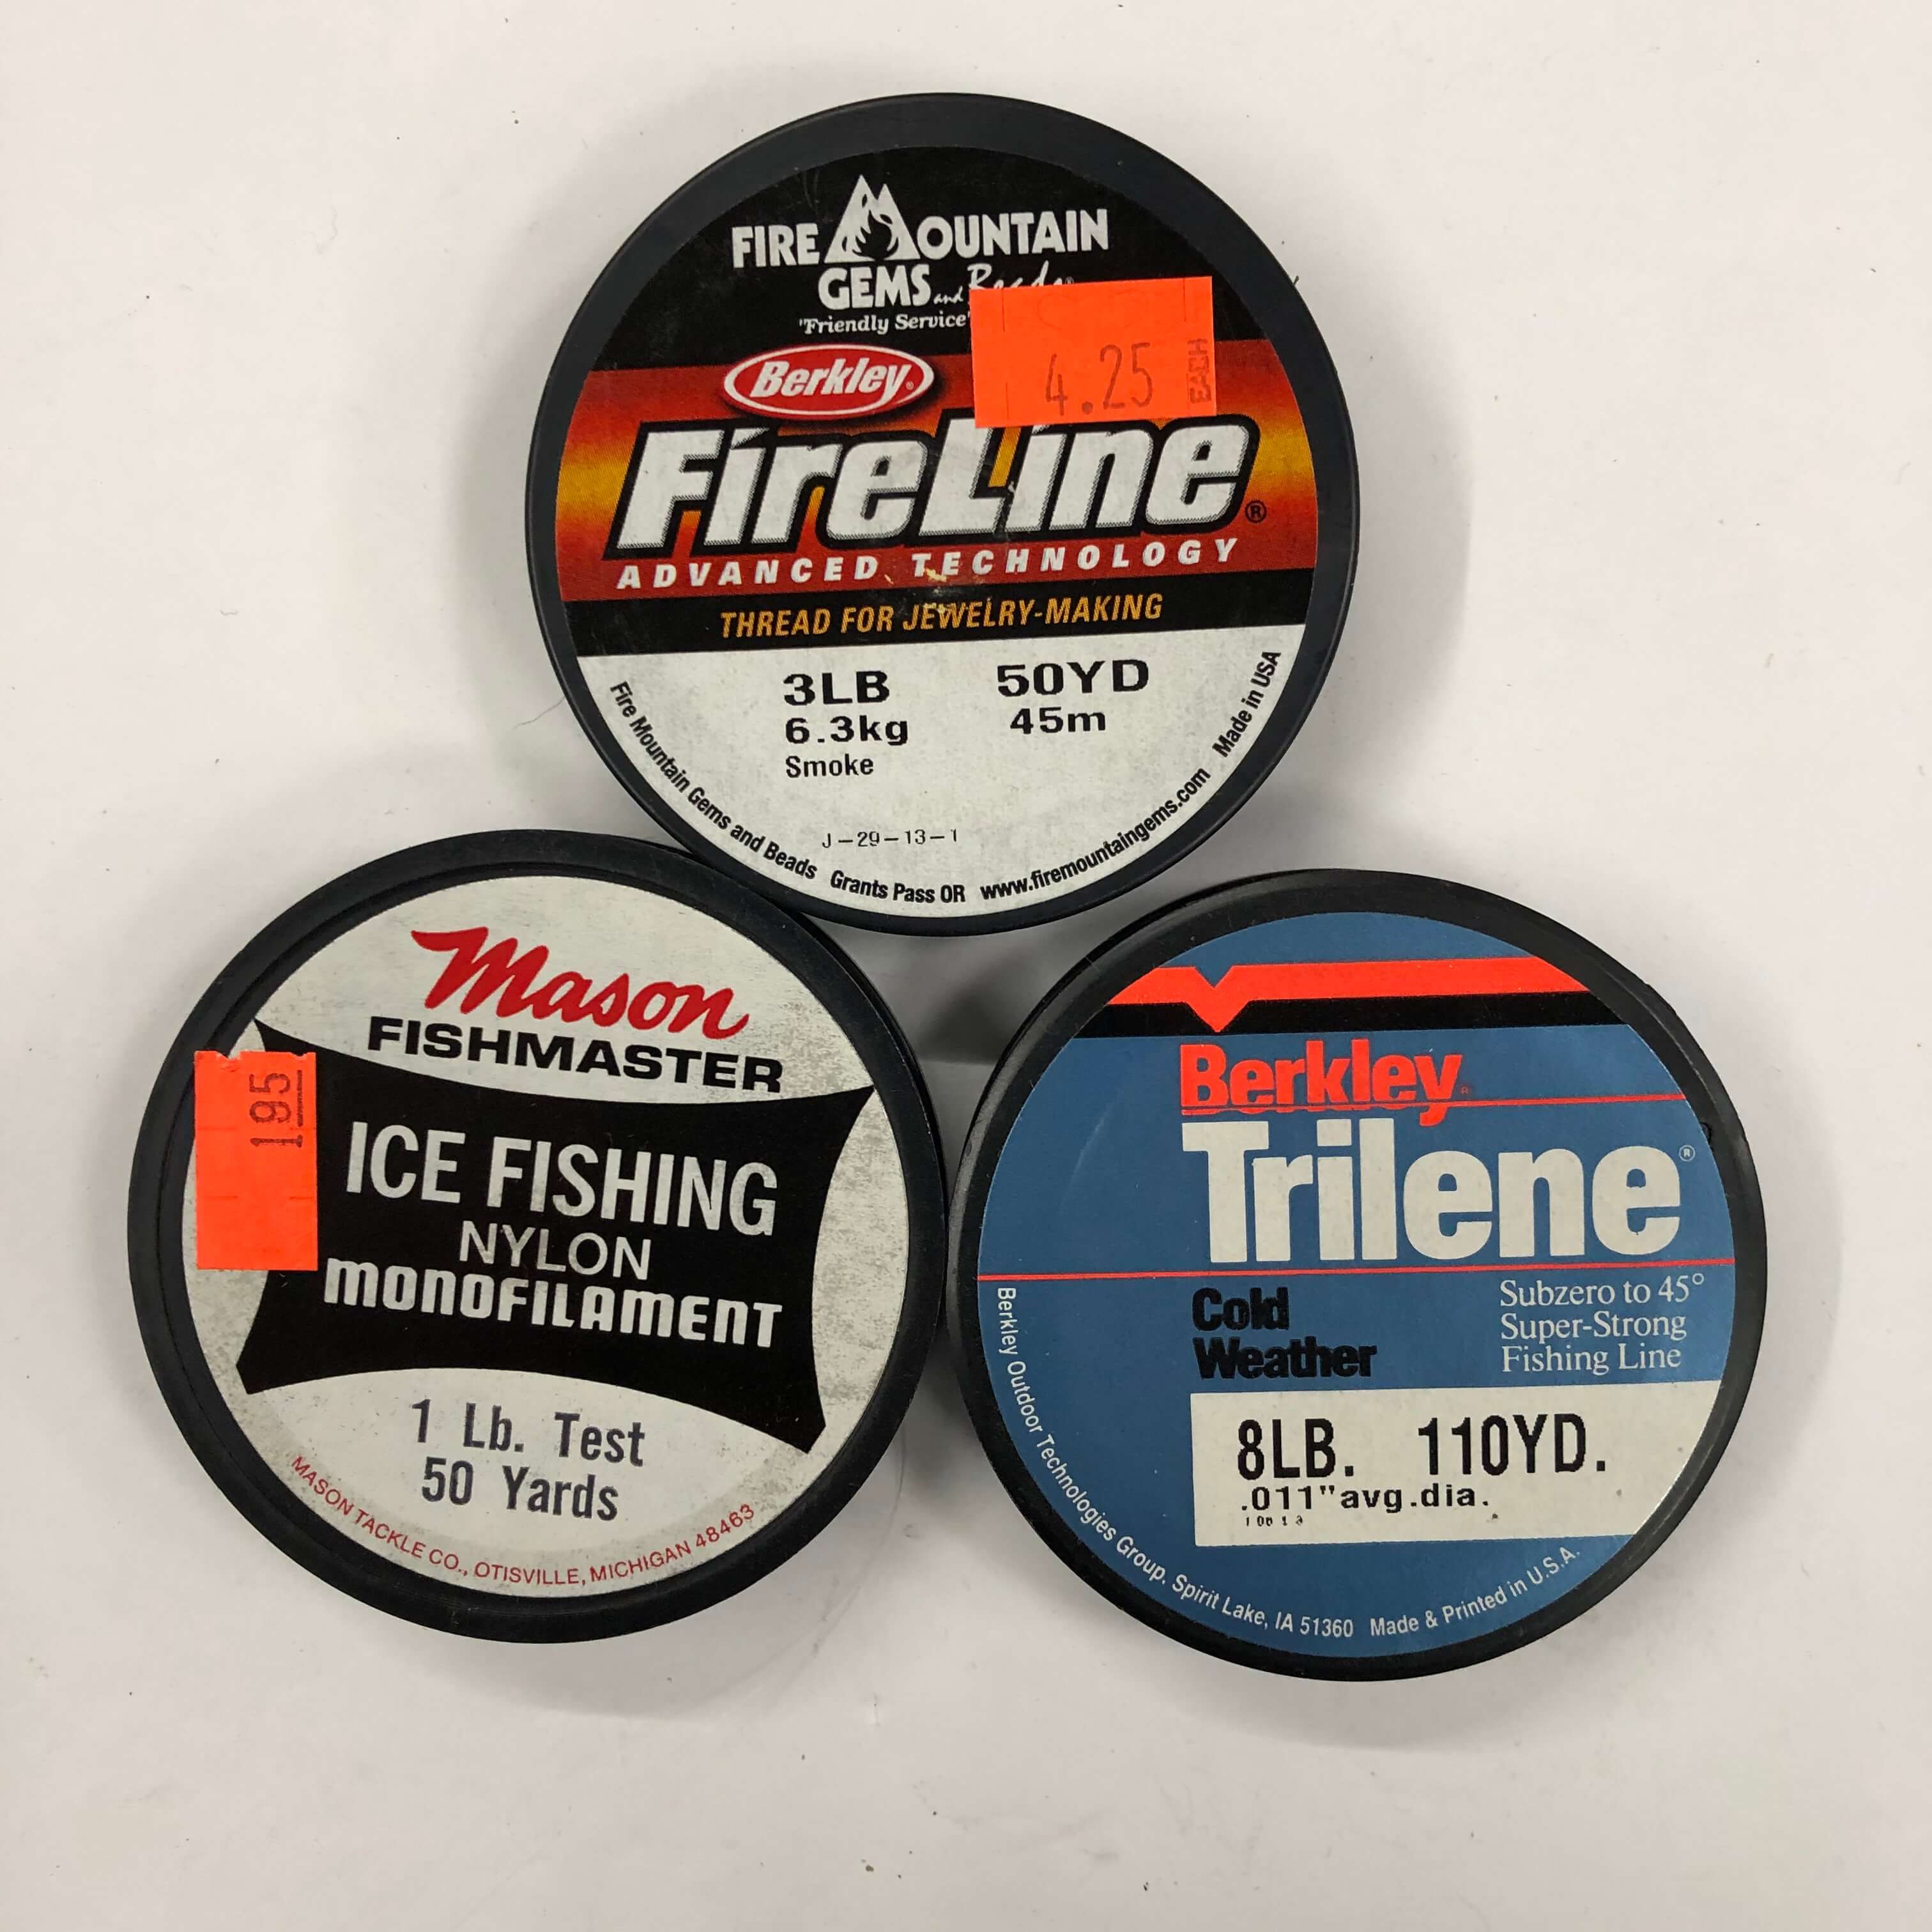 FIRE MOUNTAIN
GEMS and Beads
'Friendly Service'
4.25 EACH
Berkley®
FireLine®
ADVANCED TECHNOLOGY
THREAD FOR JEWELRY-MAKING
3LB 50YD
6.3kg 45m
Smoke
J-29-13-1
Fire Mountain Gems and Beads Grants Pass OR www.firemountaingems.com Made in USA
Mason
FISHMASTER
195
ICE FISHING
NYLON
MONOFILAMENT
1 Lb. Test
50 Yards
MASON TACKLE CO., OTISVILLE, MICHIGAN 48463
Berkley®
Trilene®
Cold
Weather
Subzero to 45°
Super-Strong
Fishing Line
8LB. 110YD.
.011"avg.dia.
Berkley Outdoor Technologies Group. Spirit Lake, IA 51360 Made & Printed in U.S.A.